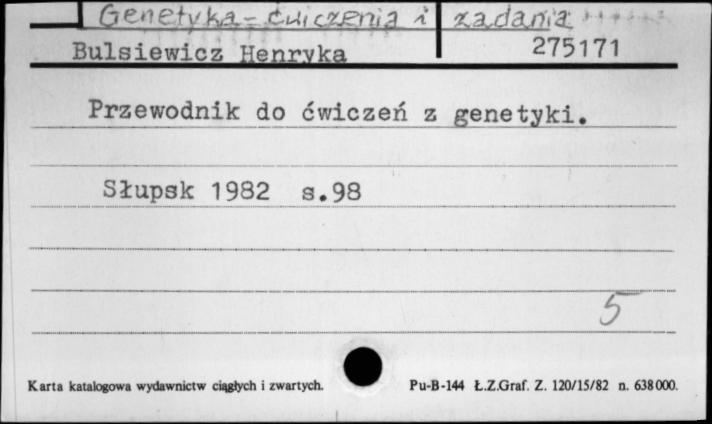 Genetyka - ćwiczenia i zadania
Bulsiewicz Henryka 275171
Przewodnik do ćwiczeń z genetyki.
Słupsk 1982 s.98
5
Karta katalogowa wydawnictw ciągłych i zwartych. Pu-B-144 Ł.Z.Graf. Z. 120/15/82 n. 638000.